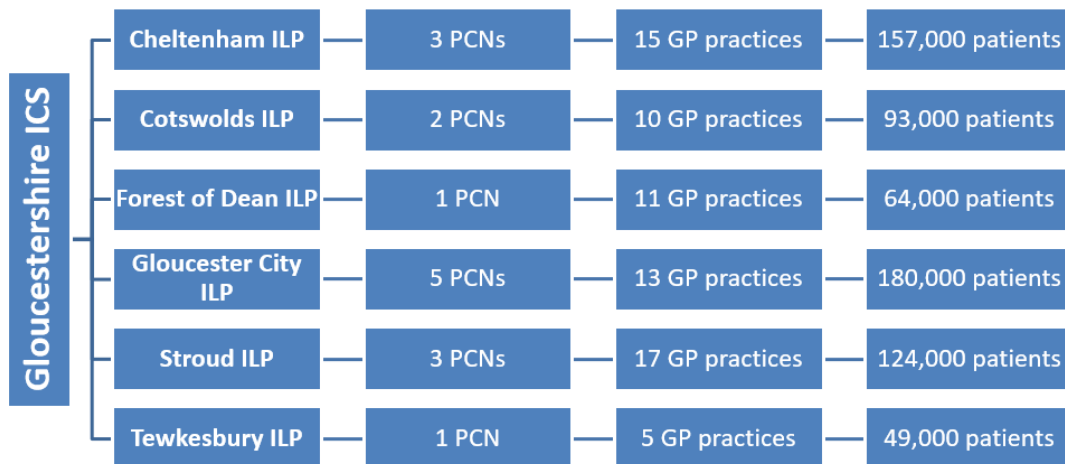 Gloucestershire ICS
Cheltenham ILP
3 PCNs
15 GP practices
157,000 patients
Cotswolds ILP
2 PCNs
10 GP practices
93,000 patients
Forest of Dean ILP
1 PCN
11 GP practices
64,000 patients
Gloucester City
ILP
5 PCNs
13 GP practices
180,000 patients
Stroud ILP
3 PCNs
17 GP practices
124,000 patients
Tewkesbury ILP
1 PCN
5 GP practices
49,000 patients